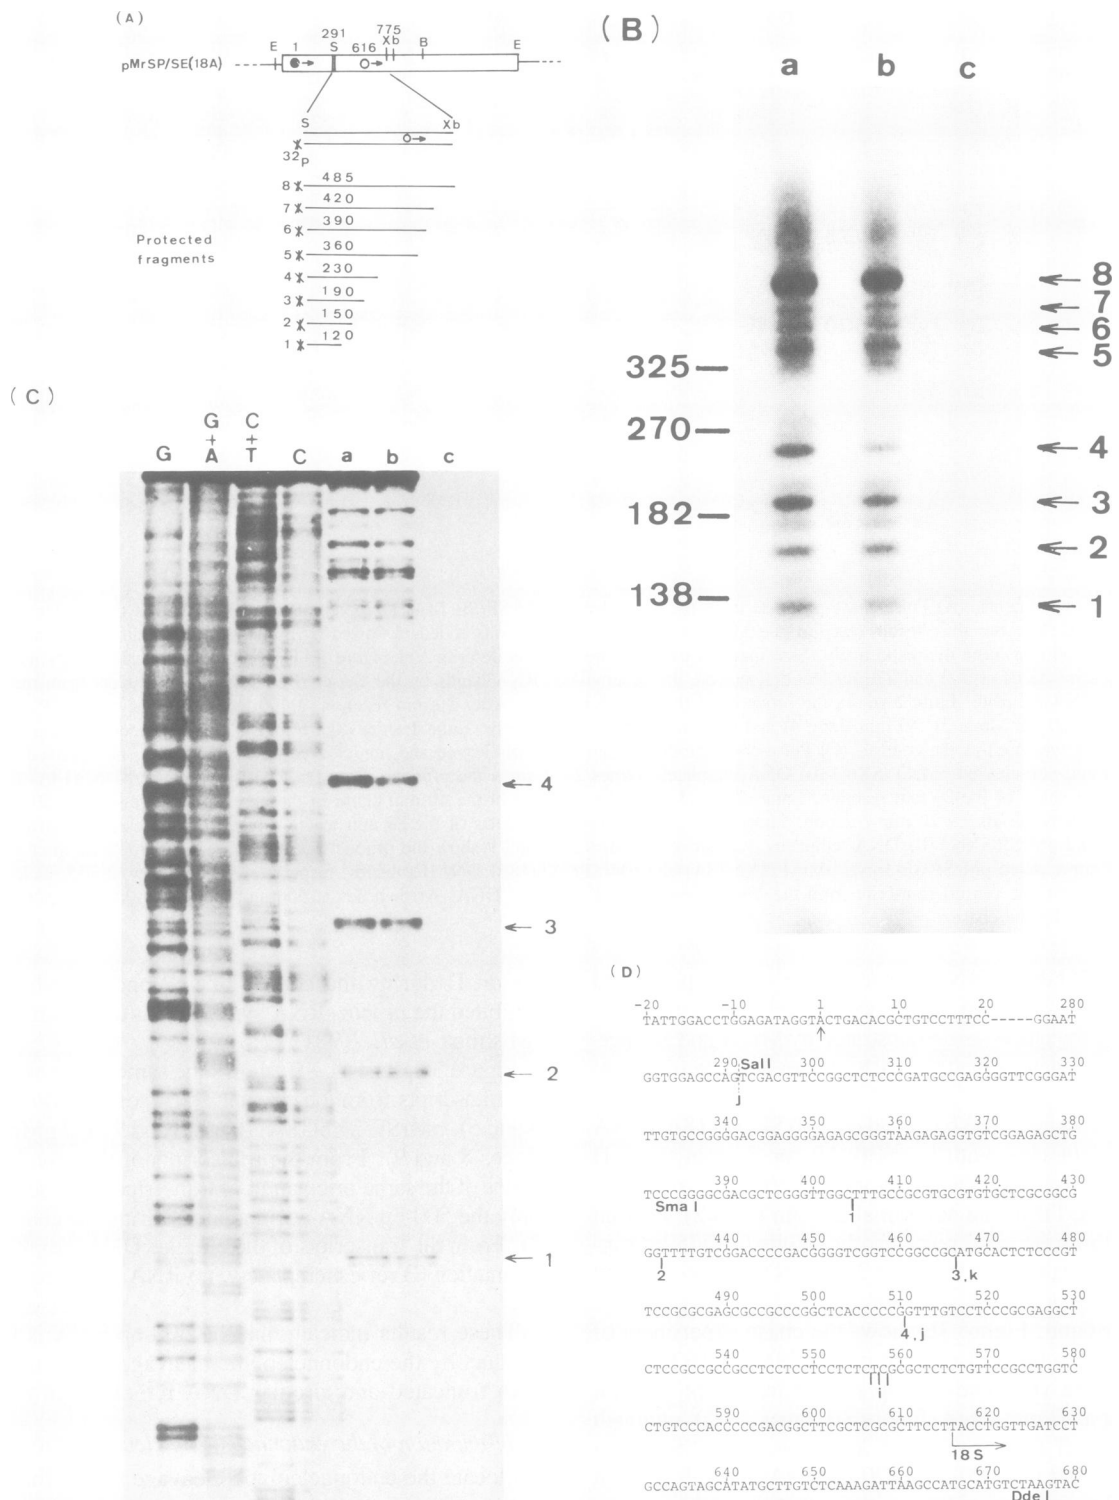 (A)
291 775
E 1 S 616 Xb B E
pMrSP/SE(18A)
S Xb
32p
8 485
7 420
6 390
Protected
fragments
5 360
4 230
3 190
2 150
1 120
(B)
a b c
8
7
6
5
325
270
4
3
182
2
138
1
(C)
G G+A C+T C a b c
4
3
2
1
(D)
-20 -10 1 10 20 280
TATTGGACCTGGAGATAGGTACTGACACGCTGTCCTTTCC-----GGAAT
290 SalI 300 310 320 330
GGTGGAGCCAGTCGACGTTCCGGCTCTCCCGATGCCGAGGGGTTCGGGAT
j
340 350 360 370 380
TTGTGCCGGGGACGGAGGGGAGAGCGGGTAAGAGAGGTGTCGGAGAGCTG
390 400 410 420 430
TCCCGGGGCGACGCTCGGGTTGGCTTTGCCGCGTGCGTGTGCTCGCGGCG
Sma I 1
440 450 460 470 480
GGTTTTGTCGGACCCCGACGGGGTCGGTCCGGCCGCATGCACTCTCCCGT
2 3,k
490 500 510 520 530
TCCGCGCGAGCGCCGCCCGGCTCACCCCCGGTTTGTCCTCCCGCGAGGCT
4,j
540 550 560 570 580
CTCCGCCGCCGCCTCCTCCTCCTCTCTCGCGCTCTCTGTTCCGCCTGGTC
i
590 600 610 620 630
CTGTCCCACCCCCGACGGCTTCGCTCGCGCTTCCTTACCTGGTTGATCCT
18S
640 650 660 670 680
GCCAGTAGCATATGCTTGTCTCAAAGATTAAGCCATGCATGTCTAAGTAC
Dde I